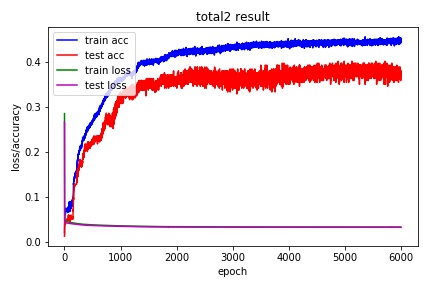 total2 result
train acc
test acc
train loss
test loss
loss/accuracy
0.4
0.3
0.2
0.1
0.0
0
1000
2000
3000
4000
5000
6000
epoch